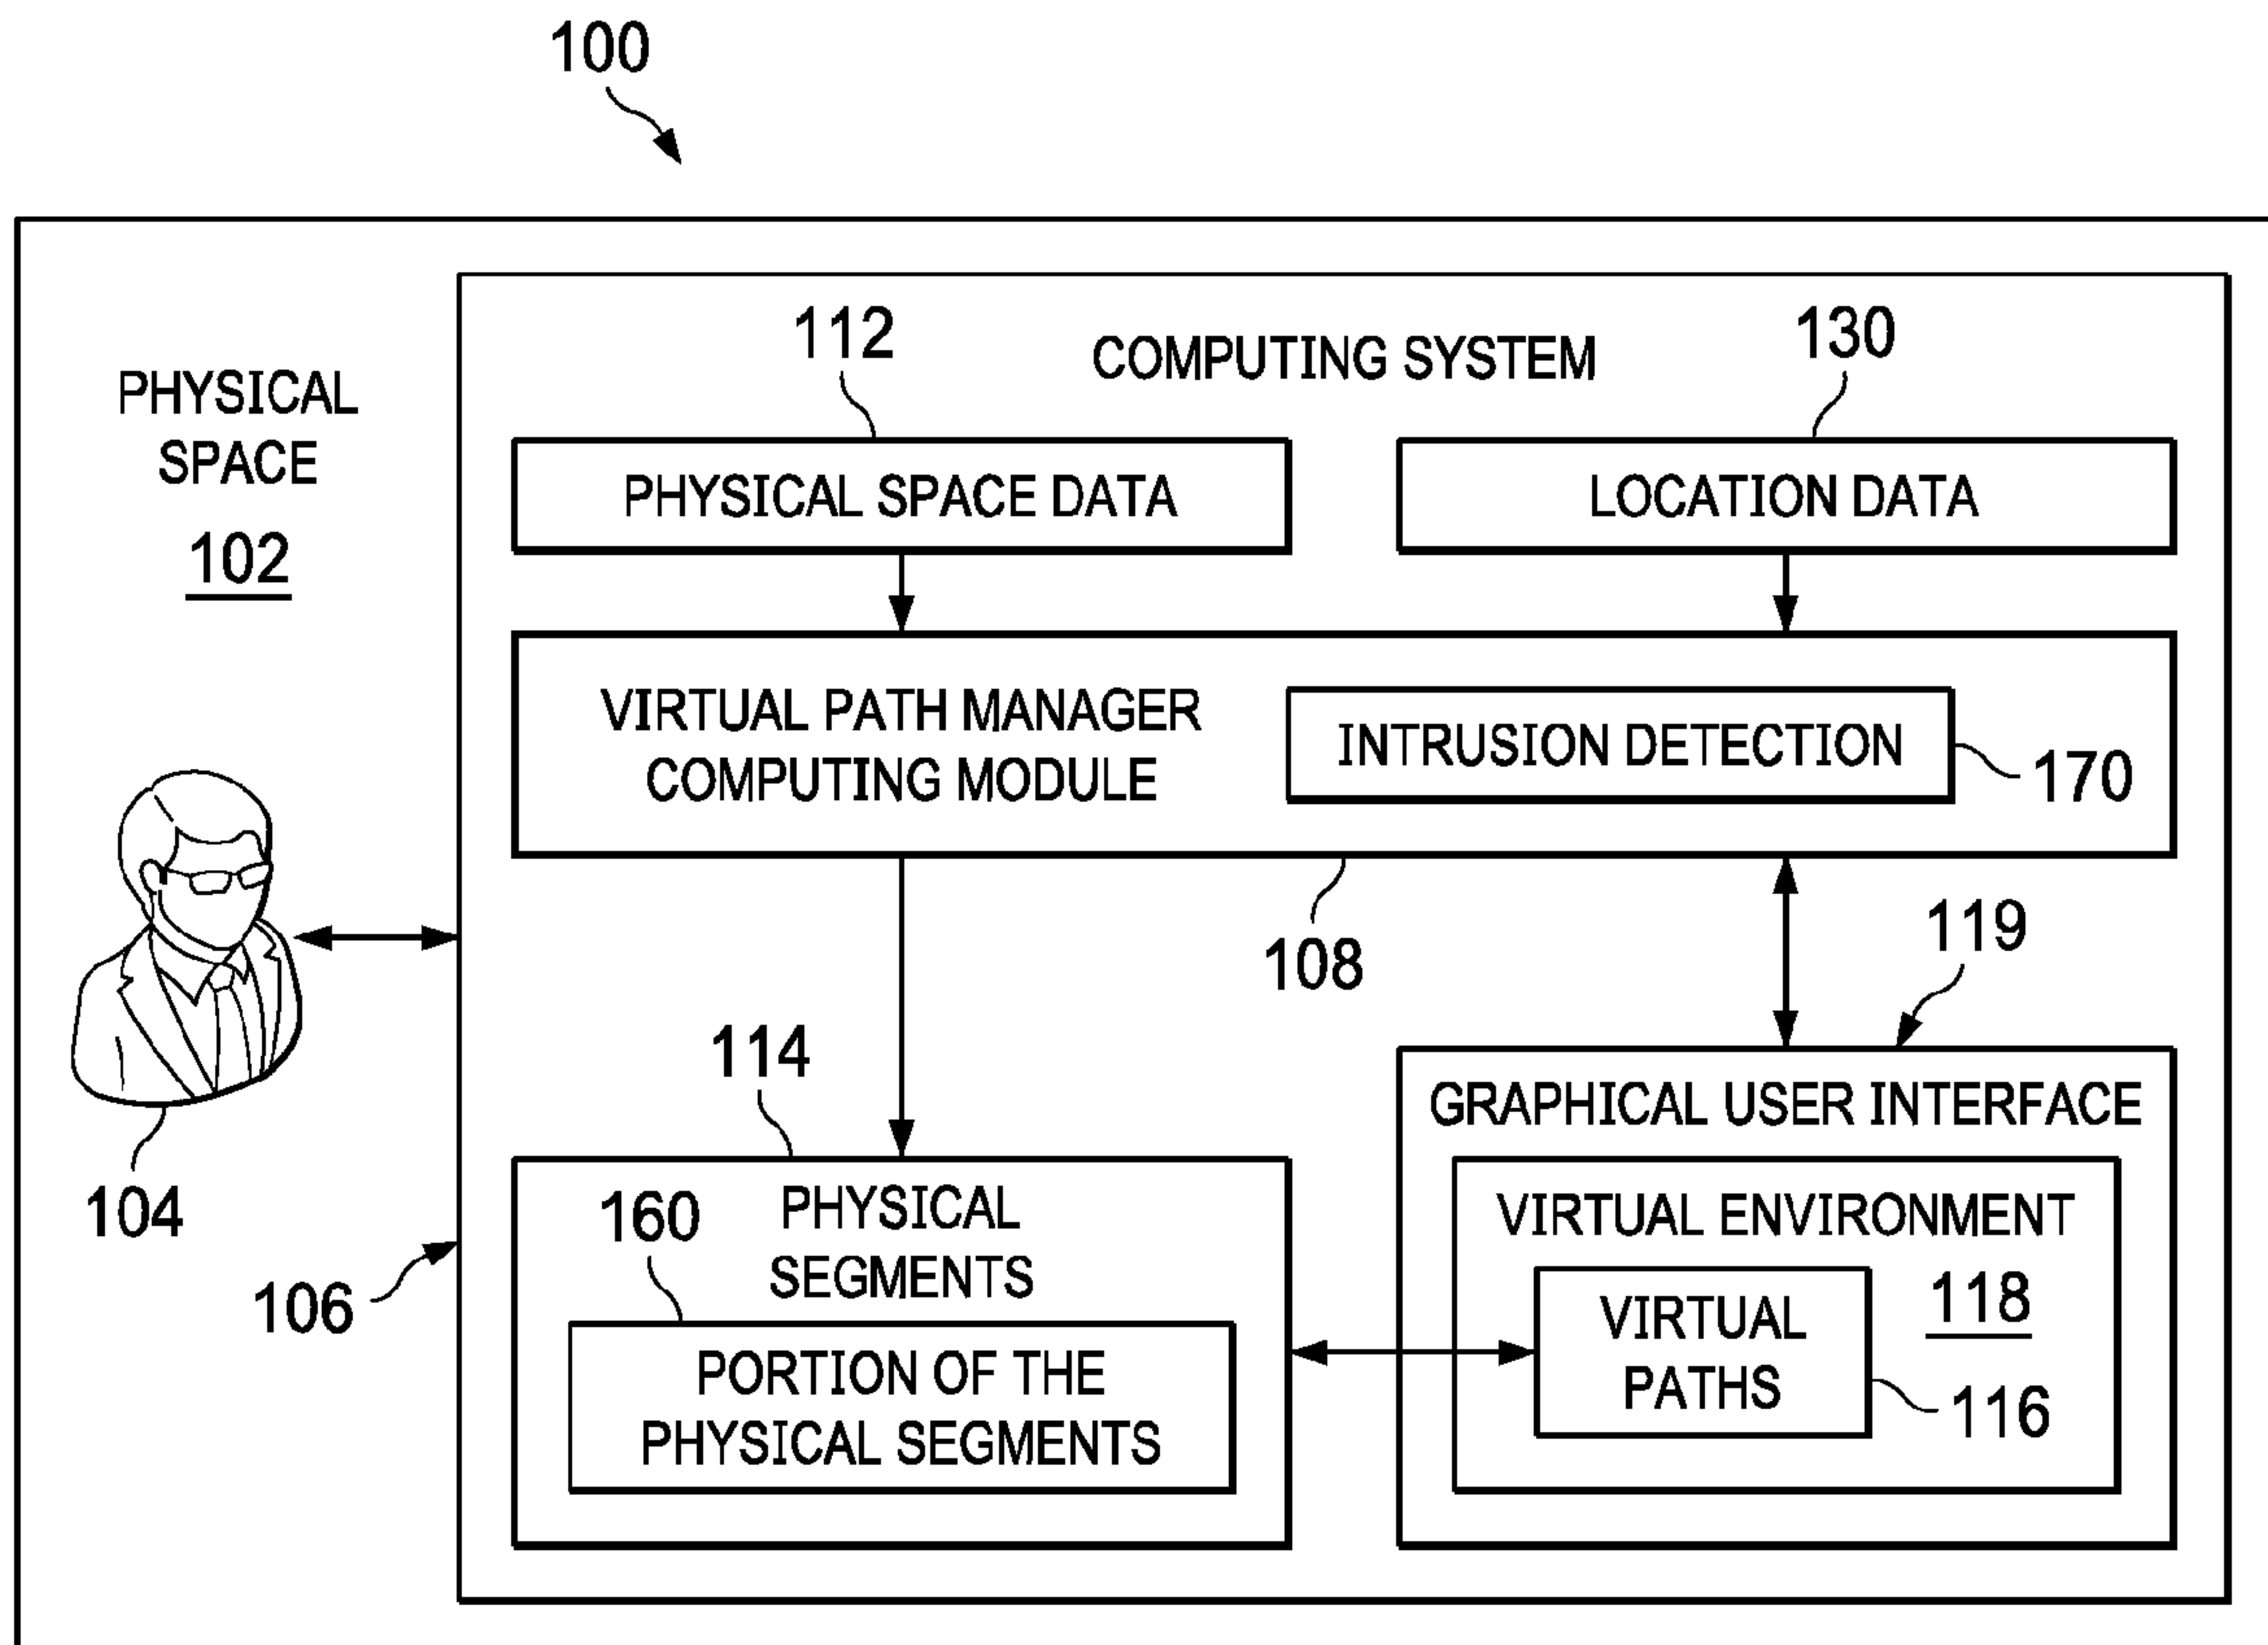 100
PHYSICAL
SPACE
102
112
COMPUTING SYSTEM
130
PHYSICAL SPACE DATA
LOCATION DATA
VIRTUAL PATH MANAGER
COMPUTING MODULE
INTRUSION DETECTION
170
108
119
104
106
114
PHYSICAL
SEGMENTS
160
PORTION OF THE
PHYSICAL SEGMENTS
GRAPHICAL USER INTERFACE
VIRTUAL ENVIRONMENT
118
VIRTUAL
PATHS
116